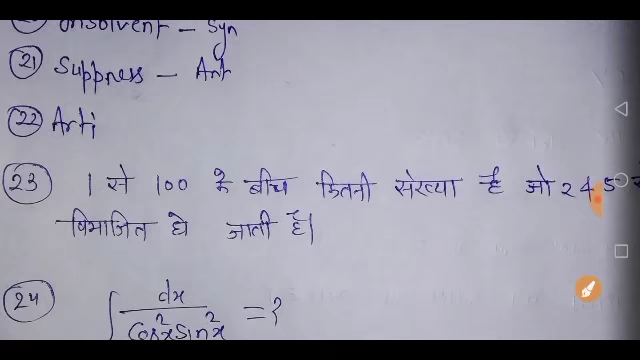 Insolvent – Syn
(21) Suppress – Ant
(22) Arti
(23) 1 से 100 के बीच कितनी संख्या है जो 2 4 5
विभाजित हो जाती है|
(24) ∫ dx / cos²x sin²x = ?